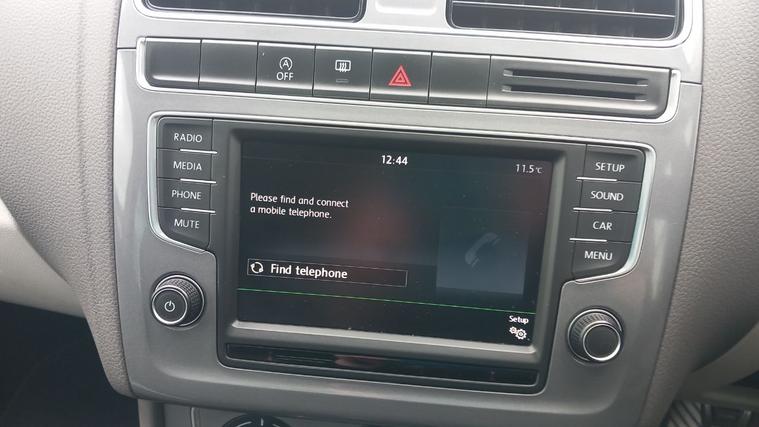 A
OFF
RADIO
MEDIA
PHONE
MUTE
12:44
11.5°C
Please find and connect
a mobile telephone.
Find telephone
Setup
SETUP
SOUND
CAR
MENU